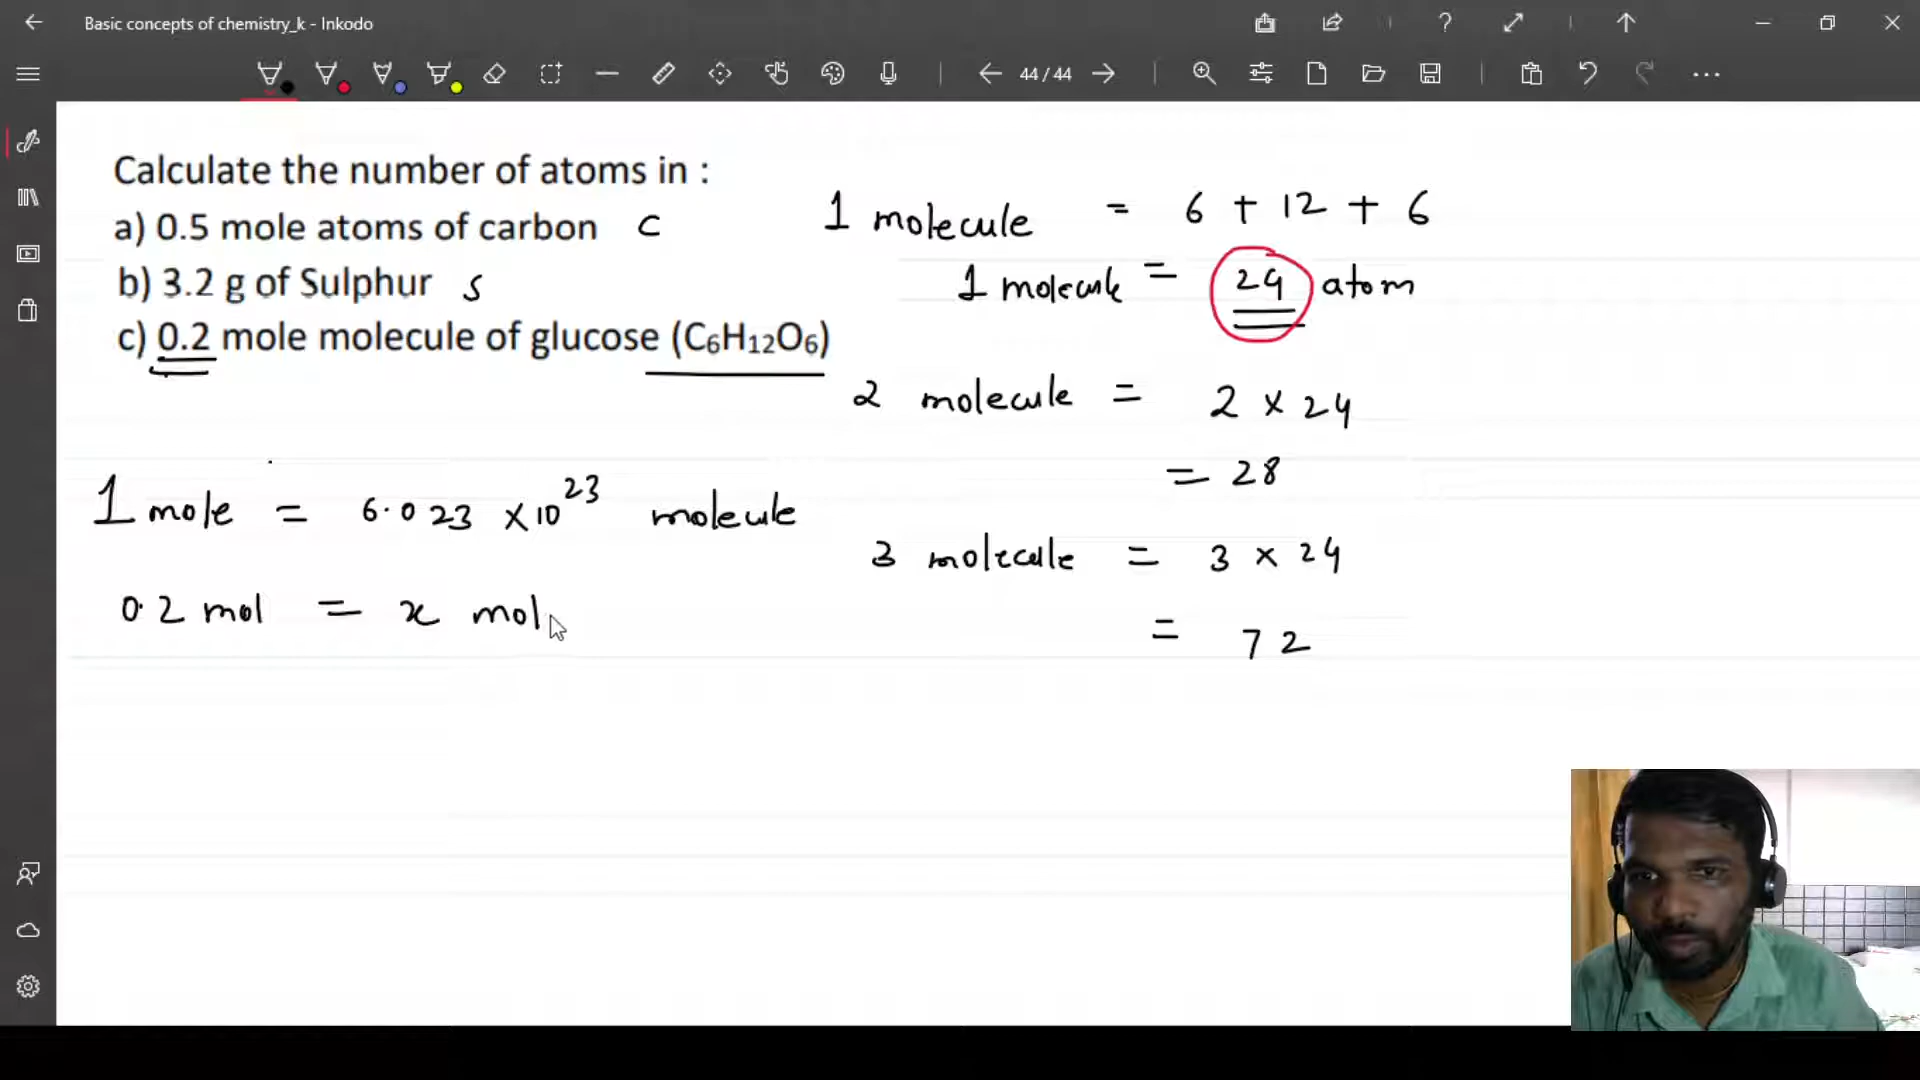 Basic concepts of chemistry_k - Inkodo
44 / 44
Calculate the number of atoms in :
a) 0.5 mole atoms of carbon C
b) 3.2 g of Sulphur S
c) 0.2 mole molecule of glucose (C₆H₁₂O₆)
1 molecule = 6 + 12 + 6
1 molecule = 24 atom
2 molecule = 2 × 24
= 28
3 molecule = 3 × 24
= 72
1 mole = 6.023 × 10²³ molecule
0.2 mol = x mol